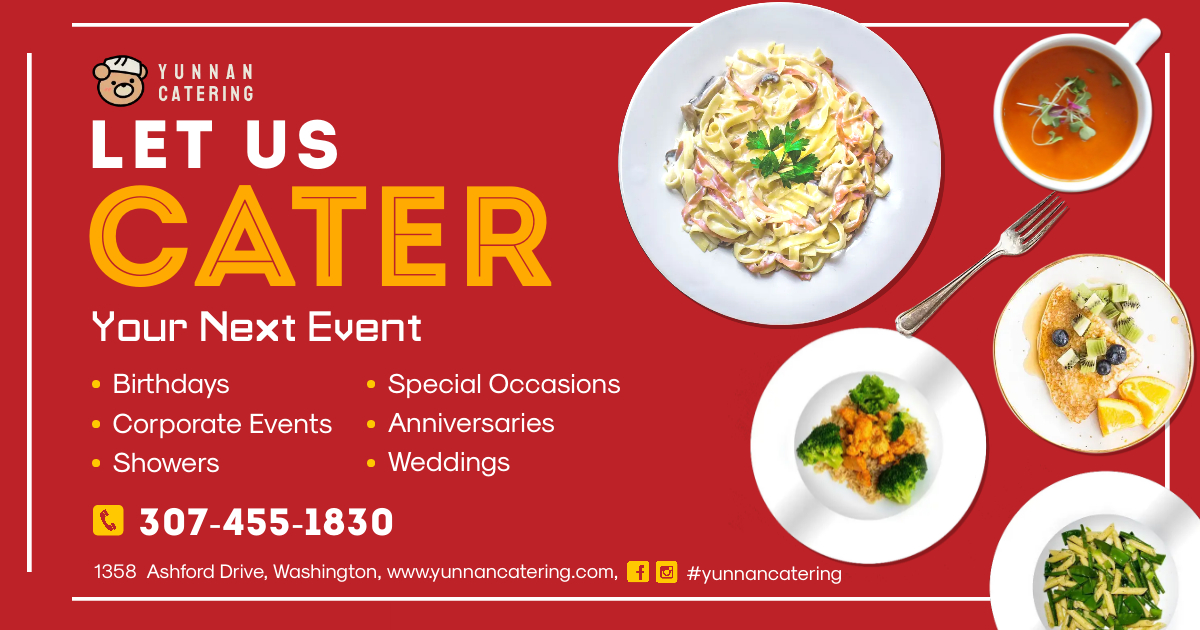 YUNNAN
CATERING
LET US
CATER
Your Next Event
Birthdays
Corporate Events
Showers
Special Occasions
Anniversaries
Weddings
307-455-1830
1358 Ashford Drive, Washington, www.yunnancatering.com, #yunnancatering